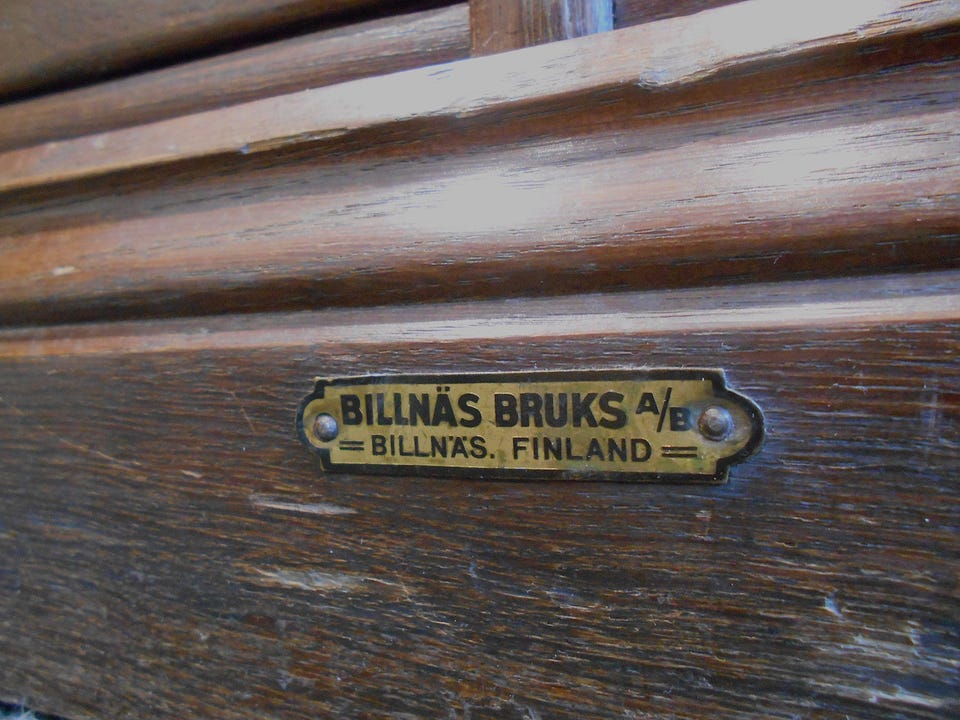 BILLNÄS BRUKS A/B
=BILLNÄS. FINLAND=